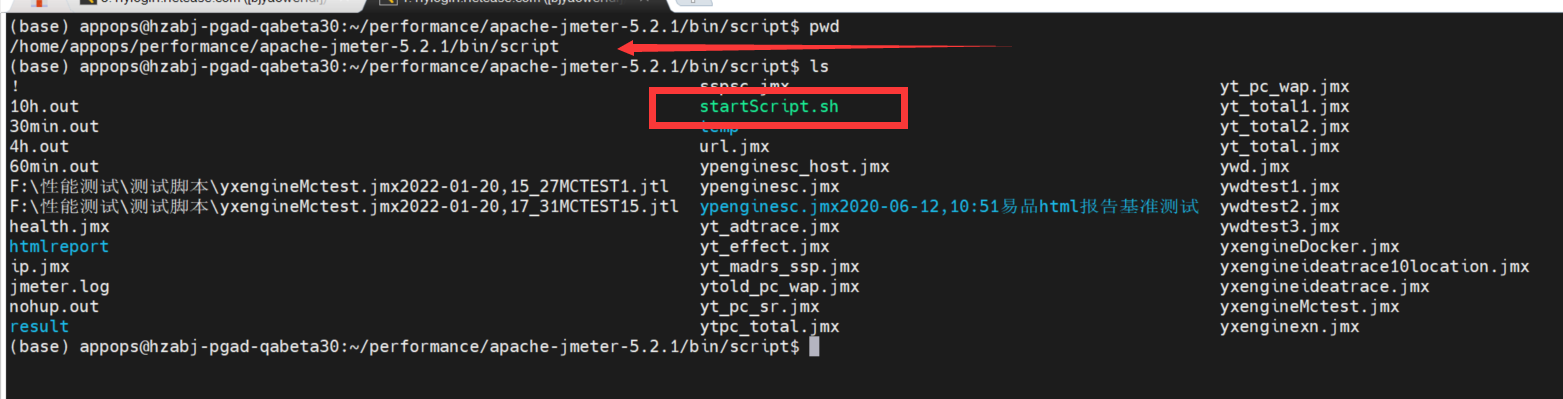 (base) appops@hzabj-pgad-qabeta30:~/performance/apache-jmeter-5.2.1/bin/script$ pwd
/home/appops/performance/apache-jmeter-5.2.1/bin/script
(base) appops@hzabj-pgad-qabeta30:~/performance/apache-jmeter-5.2.1/bin/script$ ls
! sspsc.jmx yt_pc_wap.jmx
10h.out startScript.sh yt_total1.jmx
30min.out temp yt_total2.jmx
4h.out url.jmx yt_total.jmx
60min.out ypenginesc_host.jmx ywd.jmx
F:\性能测试\测试脚本\yxengineMctest.jmx2022-01-20,15_27MCTEST1.jtl ypenginesc.jmx ywdtest1.jmx
F:\性能测试\测试脚本\yxengineMctest.jmx2022-01-20,17_31MCTEST15.jtl ypenginesc.jmx2020-06-12,10:51易品html报告基准测试 ywdtest2.jmx
health.jmx yt_adtrace.jmx ywdtest3.jmx
htmlreport yt_effect.jmx yxengineDocker.jmx
ip.jmx yt_madrs_ssp.jmx yxengineideatrace10location.jmx
jmeter.log ytold_pc_wap.jmx yxengineideatrace.jmx
nohup.out yt_pc_sr.jmx yxengineMctest.jmx
result ytpc_total.jmx yxenginexn.jmx
(base) appops@hzabj-pgad-qabeta30:~/performance/apache-jmeter-5.2.1/bin/script$